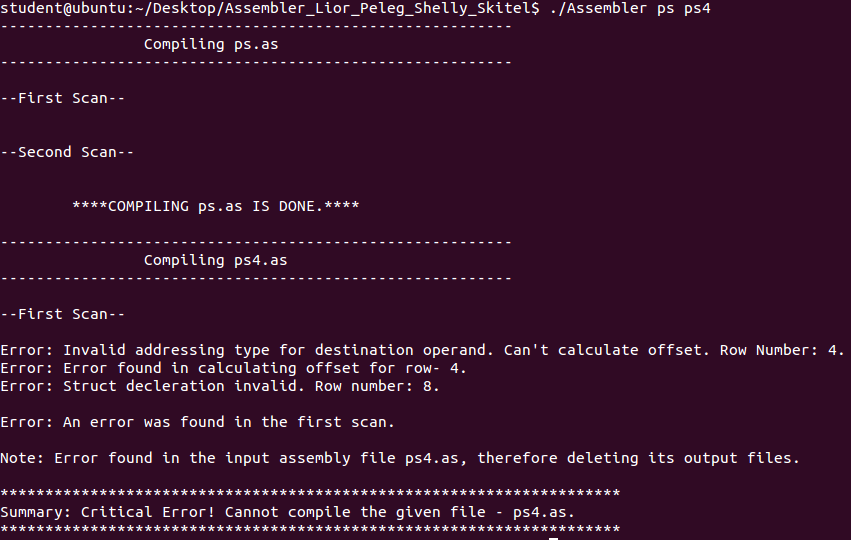 student@ubuntu:~/Desktop/Assembler_Lior_Peleg_Shelly_Skitel$ ./Assembler ps ps4
---------------------------------------------------------
Compiling ps.as
---------------------------------------------------------
--First Scan--
--Second Scan--
****COMPILING ps.as IS DONE.****
---------------------------------------------------------
Compiling ps4.as
---------------------------------------------------------
--First Scan--
Error: Invalid addressing type for destination operand. Can't calculate offset. Row Number: 4.
Error: Error found in calculating offset for row- 4.
Error: Struct decleration invalid. Row number: 8.
Error: An error was found in the first scan.
Note: Error found in the input assembly file ps4.as, therefore deleting its output files.
*********************************************************************
Summary: Critical Error! Cannot compile the given file - ps4.as.
*********************************************************************